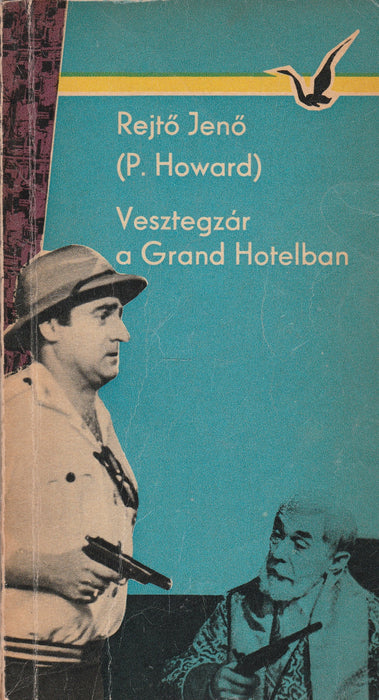 Rejtő Jenő
(P. Howard)
Vesztegzár
a Grand Hotelban